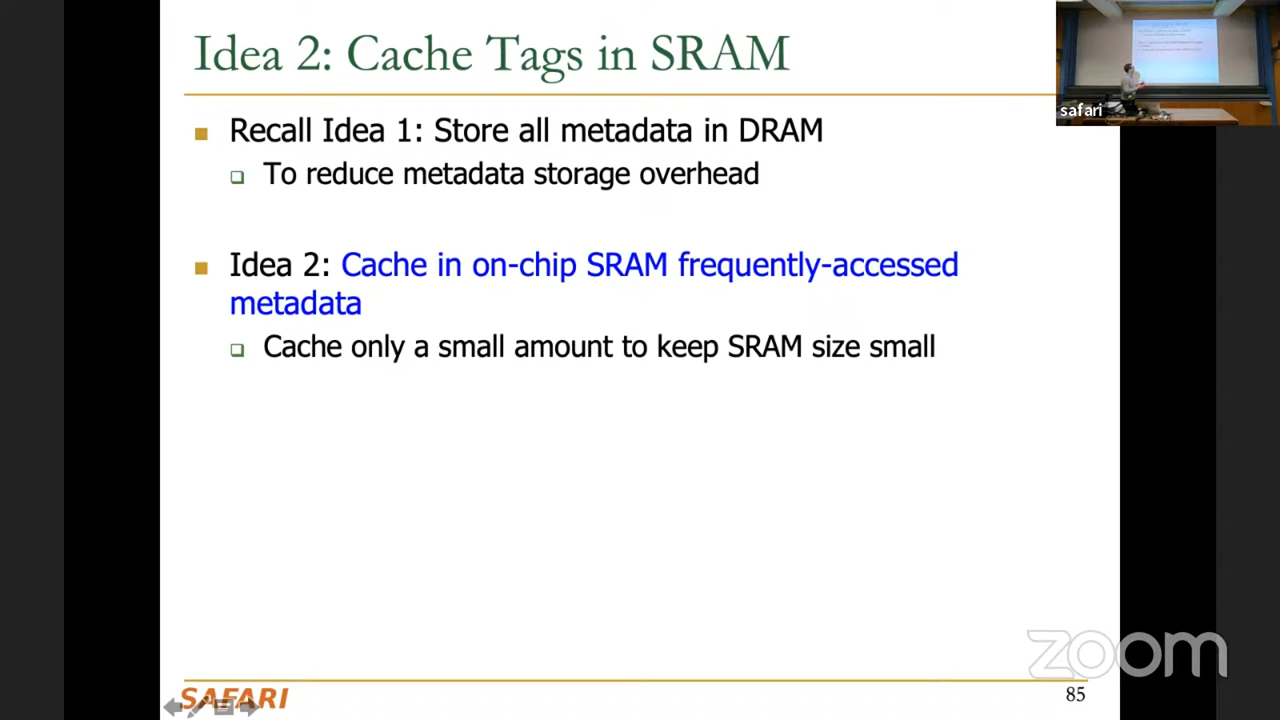 Idea 2: Cache Tags in SRAM
safari
Recall Idea 1: Store all metadata in DRAM
To reduce metadata storage overhead
Idea 2: Cache in on-chip SRAM frequently-accessed
metadata
Cache only a small amount to keep SRAM size small
zoom
SAFARI
85